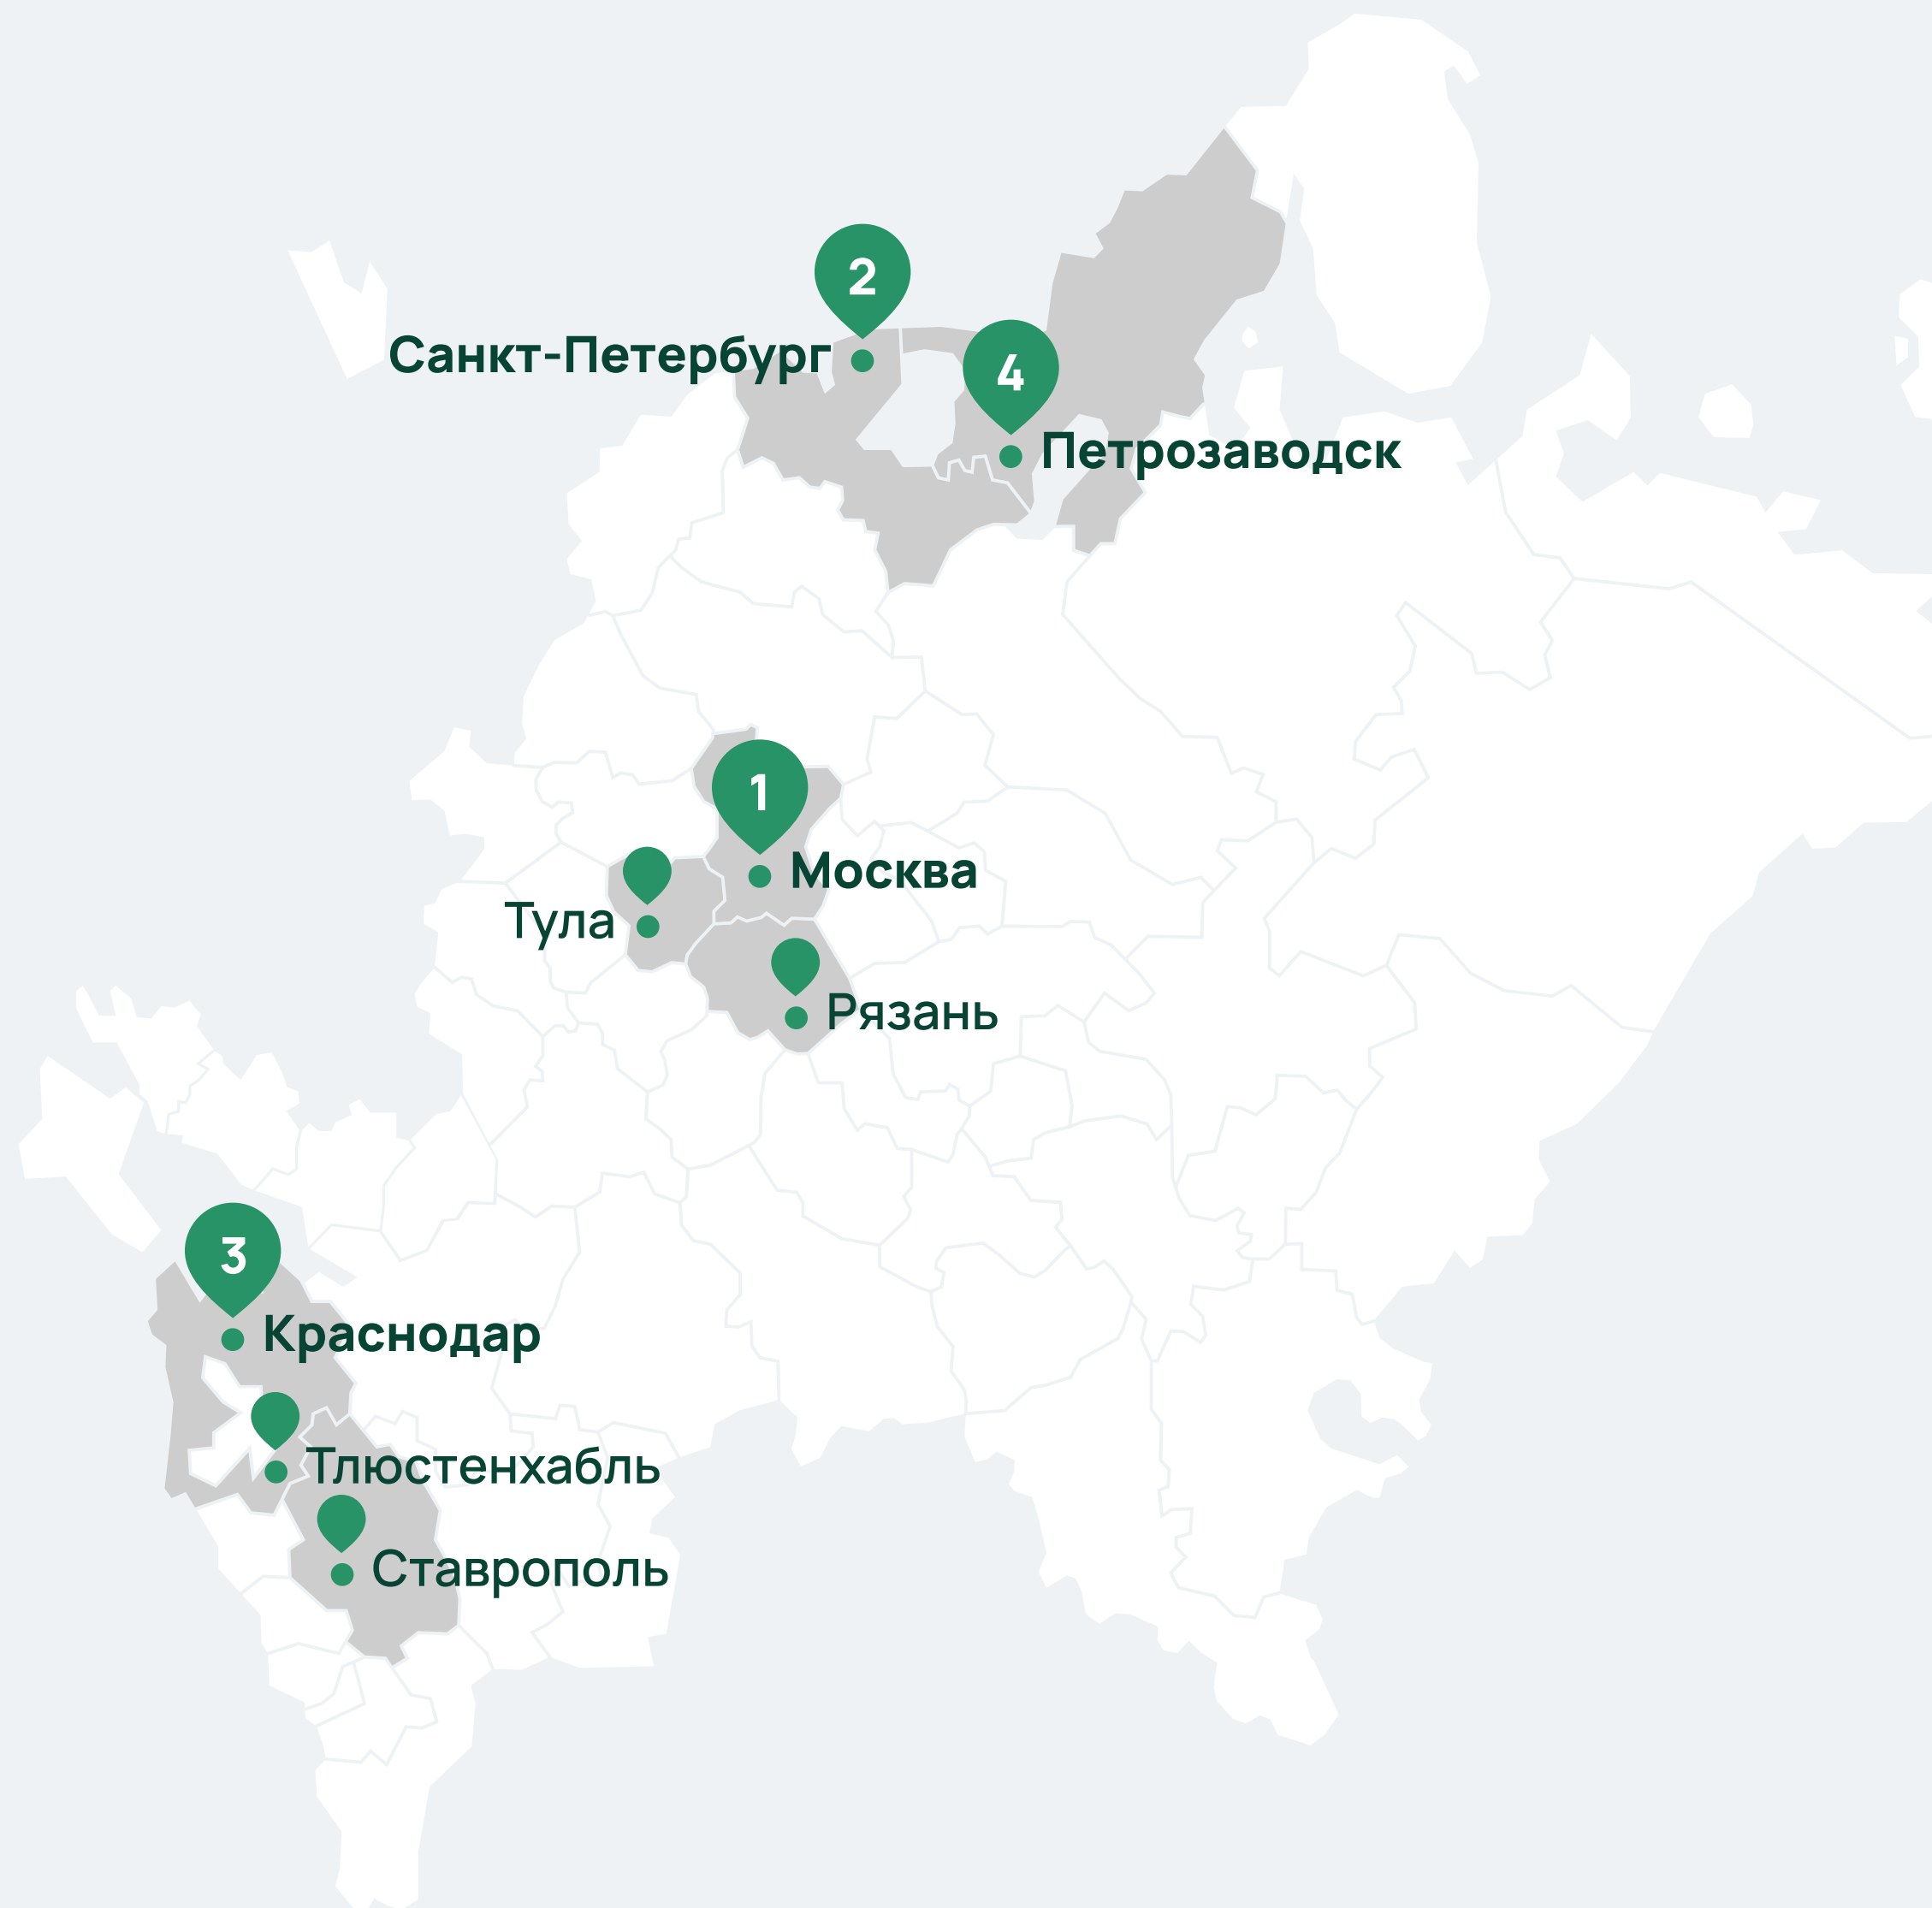 2
Санкт-Петербург
4
Петрозаводск
1
Москва
Тула
Рязань
3
Краснодар
Тлюстенхабль
Ставрополь